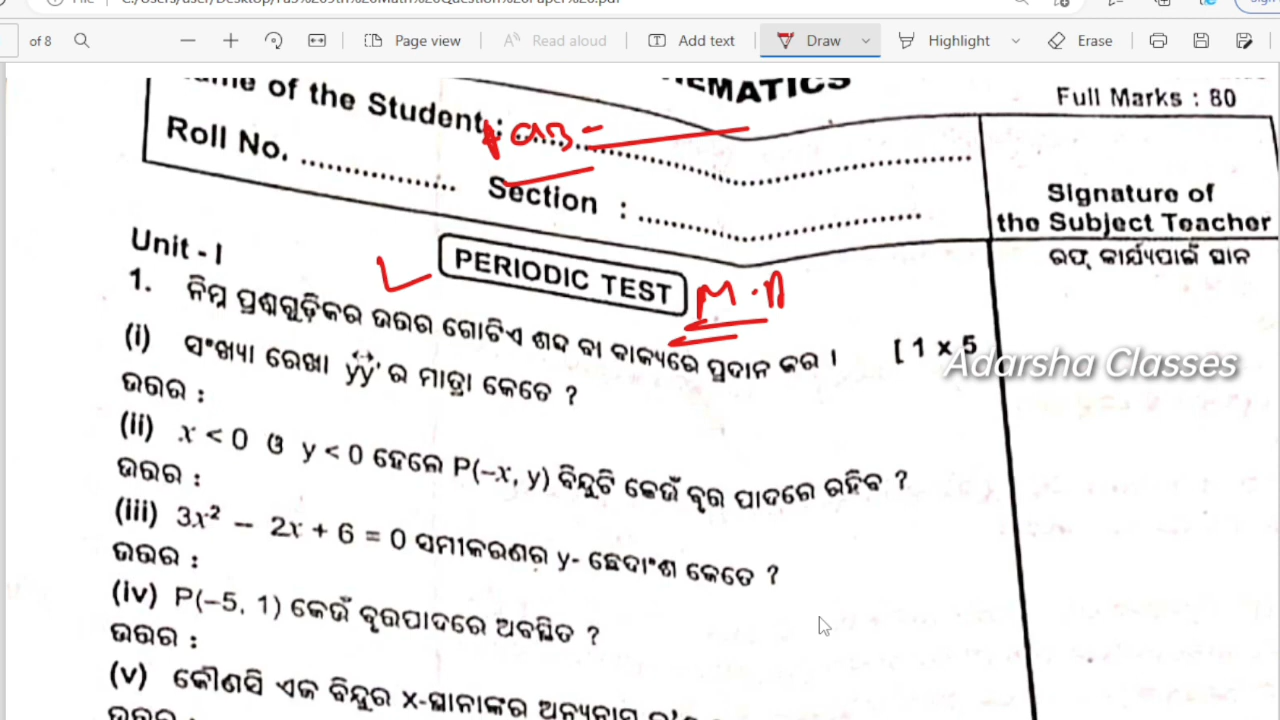 of 8 Page view Read aloud Add text Draw Highlight Erase
Full Marks : 80
of the Student :
Roll No. Section :
Signature of
the Subject Teacher
ରଫ୍ କାର୍ଯ୍ୟପାଇଁ ସ୍ଥାନ
Unit - I
PERIODIC TEST
M.A
1. ନିମ୍ନ ପ୍ରଶ୍ନଗୁଡ଼ିକର ଉତ୍ତର ଗୋଟିଏ ଶବ୍ଦ ବା ବାକ୍ୟରେ ପ୍ରଦାନ କର । [ 1 x 5
Adarsha Classes
(i) ସଂଖ୍ୟା ରେଖା yy' ର ମାତ୍ରା କେତେ ?
ଉତ୍ତର :
(ii) x < 0 ଓ y < 0 ହେଲେ P(–x, y) ବିନ୍ଦୁଟି କେଉଁ ବୃତ୍ତ ପାଦରେ ରହିବ ?
ଉତ୍ତର :
(iii) 3x² – 2x + 6 = 0 ସମୀକରଣର y- ଛେଦାଂଶ କେତେ ?
ଉତ୍ତର :
(iv) P(–5, 1) କେଉଁ ବୃତ୍ତପାଦରେ ଅବସ୍ଥିତ ?
ଉତ୍ତର :
(v) କୌଣସି ଏକ ବିନ୍ଦୁର x-ସ୍ଥାନାଙ୍କର